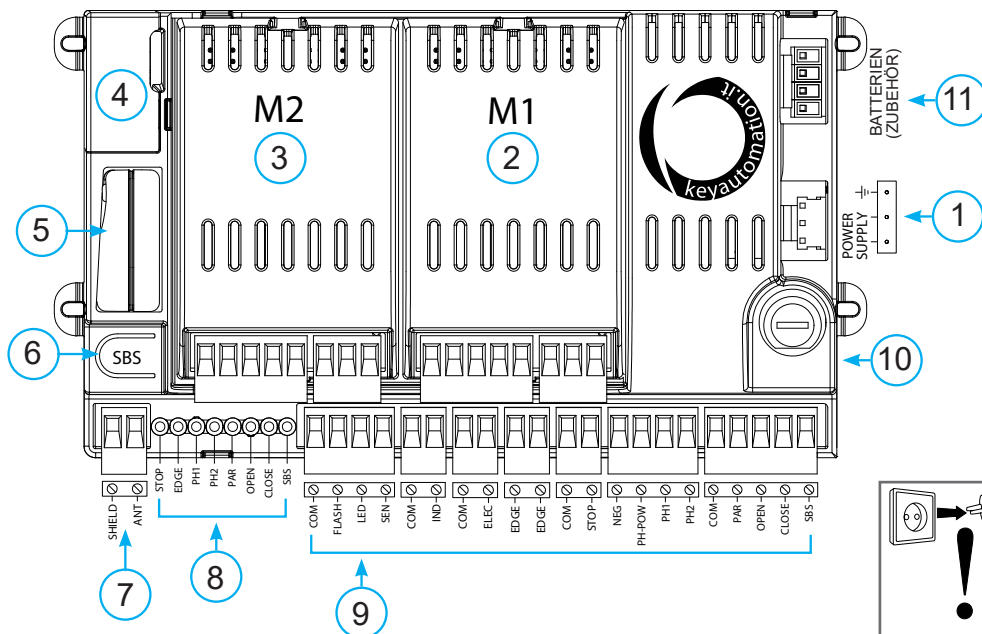 4
M2
3
M1
2
keyautomation.it
BATTERIEN
(ZUBEHÖR)
11
POWER
SUPPLY
1
5
6
SBS
10
STOP
EDGE
PH1
PH2
PAR
OPEN
CLOSE
SBS
SHIELD
ANT
COM
FLASH
LED
SEN
COM
IND
COM
ELEC
EDGE
EDGE
COM
STOP
NEG
PH-POW
PH1
PH2
COM
PAR
OPEN
CLOSE
SBS
7
8
9
!